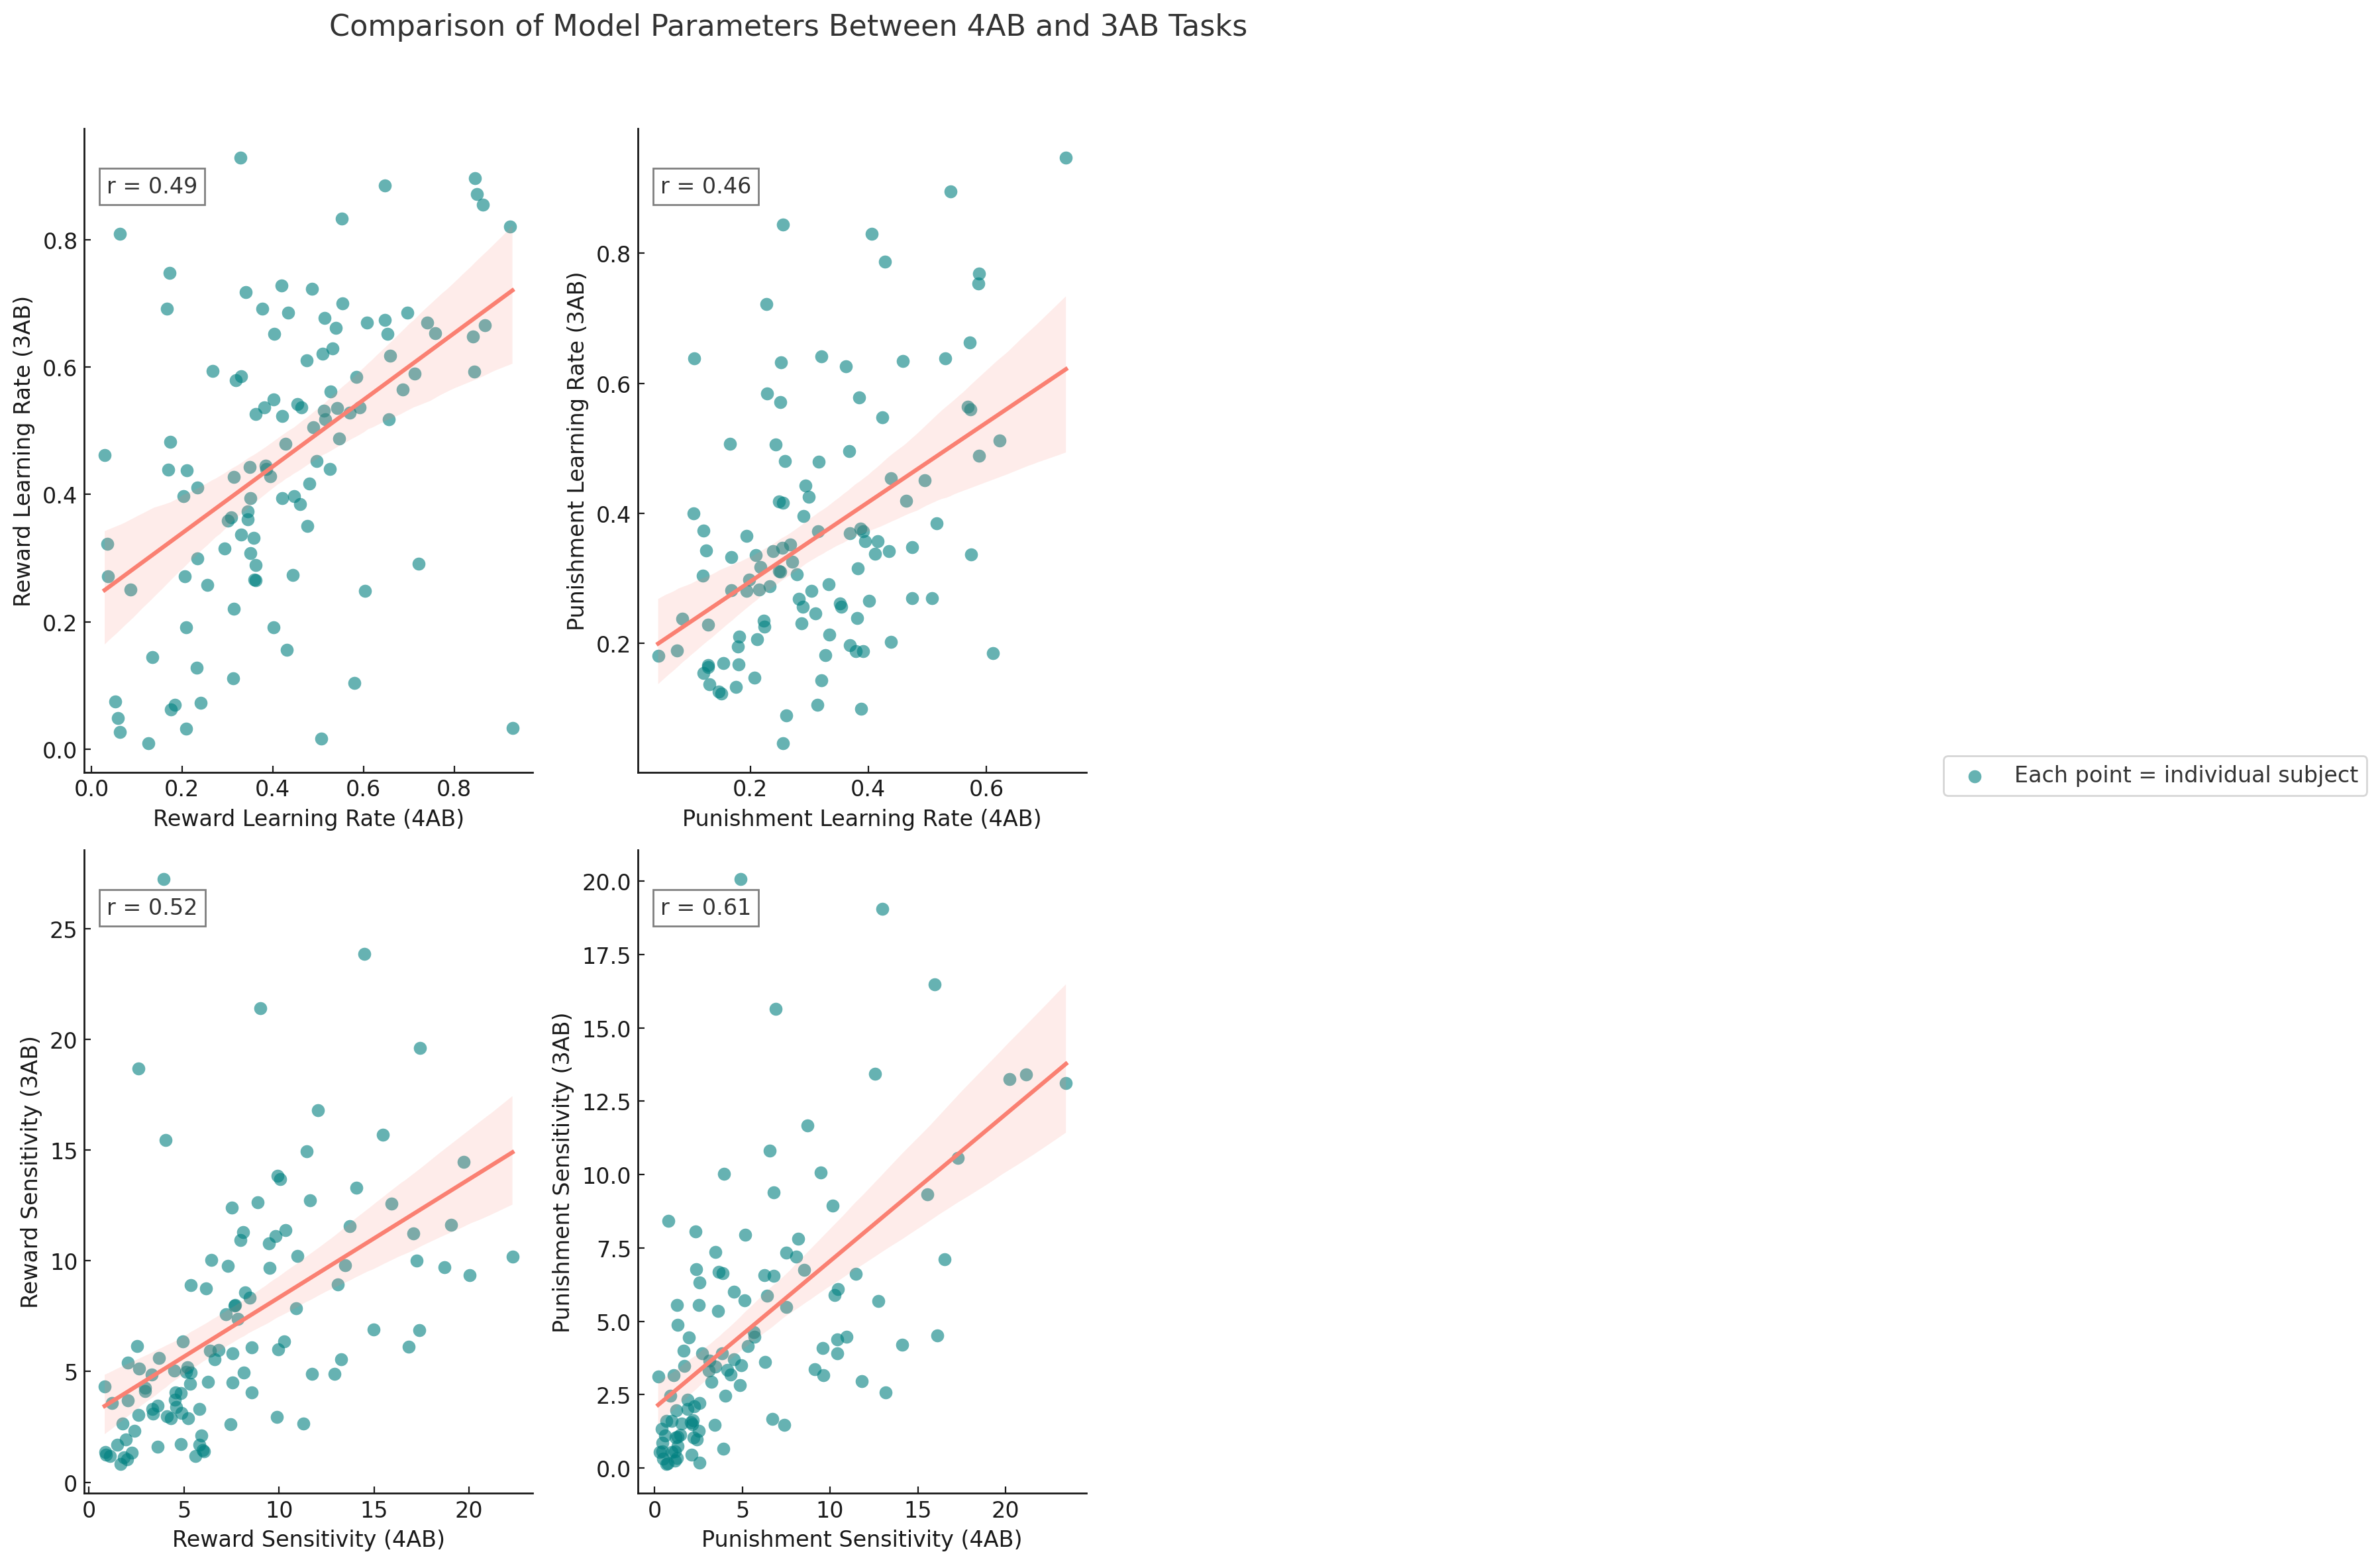 Comparison of Model Parameters Between 4AB and 3AB Tasks
r = 0.49
Reward Learning Rate (3AB)
0.8
0.6
0.4
0.2
0.0
0.0 0.2 0.4 0.6 0.8
Reward Learning Rate (4AB)
r = 0.46
Punishment Learning Rate (3AB)
0.8
0.6
0.4
0.2
0.2 0.4 0.6
Punishment Learning Rate (4AB)
Each point = individual subject
r = 0.52
Reward Sensitivity (3AB)
25
20
15
10
5
0
0 5 10 15 20
Reward Sensitivity (4AB)
r = 0.61
Punishment Sensitivity (3AB)
20.0
17.5
15.0
12.5
10.0
7.5
5.0
2.5
0.0
0 5 10 15 20
Punishment Sensitivity (4AB)